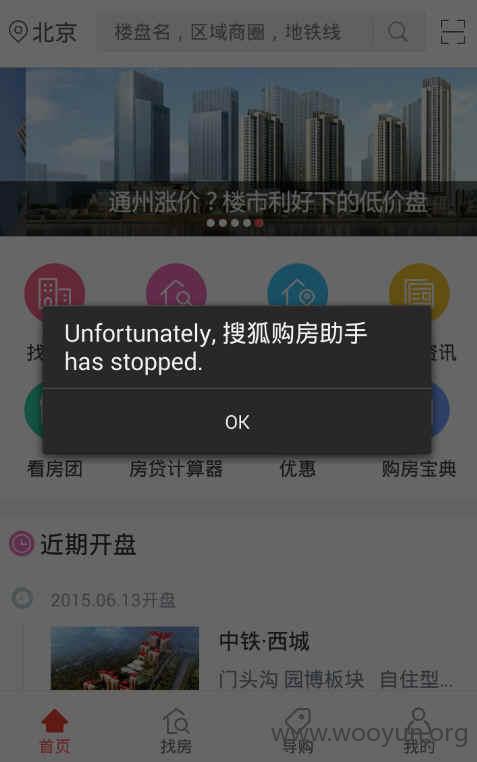 北京
楼盘名，区域商圈，地铁线
通州涨价？楼市利好下的低价盘
找
资讯
Unfortunately, 搜狐购房助手
has stopped.
OK
看房团
房贷计算器
优惠
购房宝典
近期开盘
2015.06.13开盘
中铁·西城
门头沟 园博板块 自住型...
首页
找房
导购
我的
www.wooyun.org